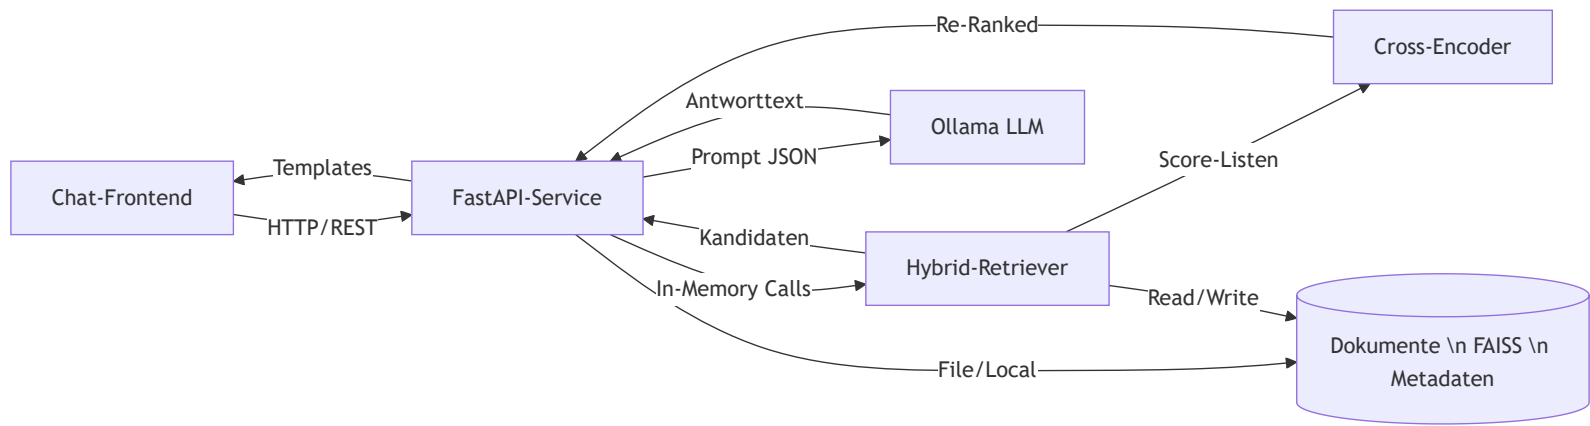 Re-Ranked
Cross-Encoder
Antworttext
Ollama LLM
Prompt JSON
Score-Listen
Templates
Chat-Frontend
FastAPI-Service
HTTP/REST
Kandidaten
Hybrid-Retriever
In-Memory Calls
Read/Write
Dokumente \n FAISS \n
Metadaten
File/Local